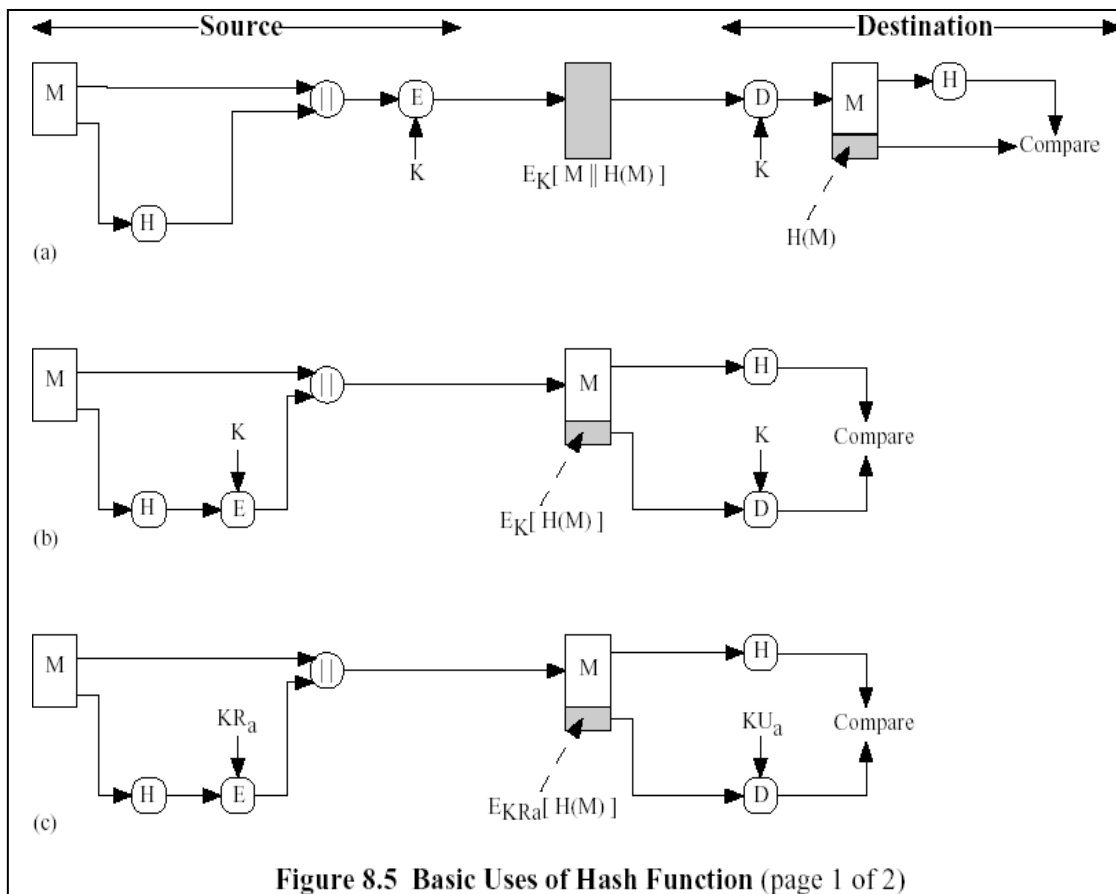 Source
Destination
M
||
E
K
E_K[ M || H(M) ]
D
K
M
H
Compare
H(M)
H
(a)
M
||
K
H
E
M
E_K[ H(M) ]
H
K
D
Compare
(b)
M
||
KR_a
H
E
M
E_KRa[ H(M) ]
H
KU_a
D
Compare
(c)
Figure 8.5 Basic Uses of Hash Function (page 1 of 2)